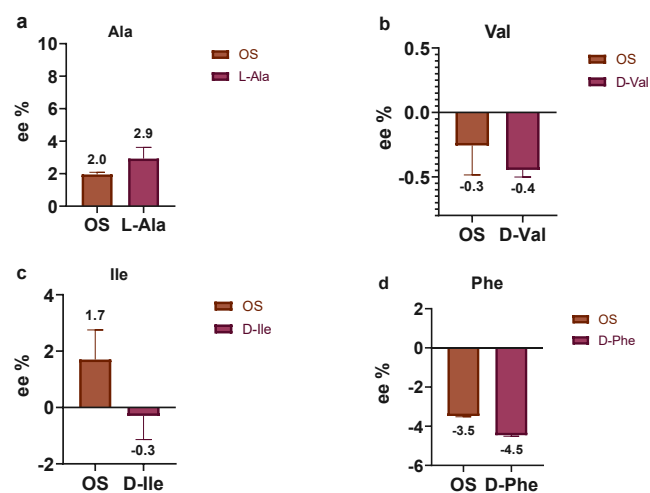 a
Ala
ee %
10
8
6
4
2
0
2.0
2.9
OS
L-Ala
OS
L-Ala
b
Val
ee %
0.5
0.0
-0.5
-0.3
-0.4
OS
D-Val
OS
D-Val
c
Ile
ee %
4
2
0
-2
1.7
-0.3
OS
D-Ile
OS
D-Ile
d
Phe
ee %
2
0
-2
-4
-6
-3.5
-4.5
OS
D-Phe
OS
D-Phe